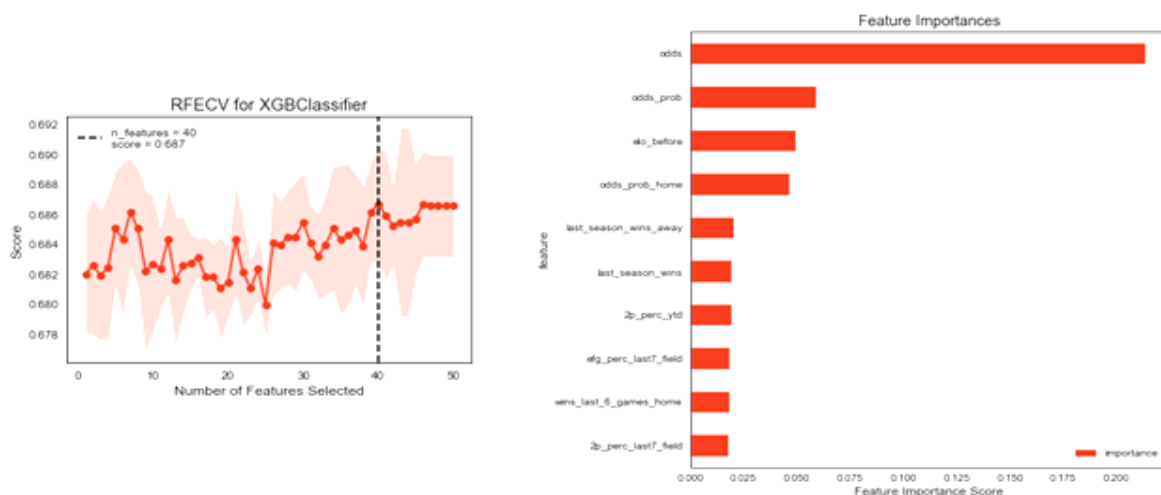 RFECV for XGBClassifier
0.692
0.690
0.688
0.686
0.684
0.682
0.680
0.678
Score
n_features = 40
score = 0.687
0 10 20 30 40 50
Number of Features Selected
Feature Importances
odds
odds_prob
elo_before
odds_prob_home
last_season_wins_away
last_season_wins
2p_perc_ytd
efg_perc_last7_field
wins_last_6_games_home
2p_perc_last7_field
feature
importance
0.000 0.025 0.050 0.075 0.100 0.125 0.150 0.175 0.200
Feature Importance Score